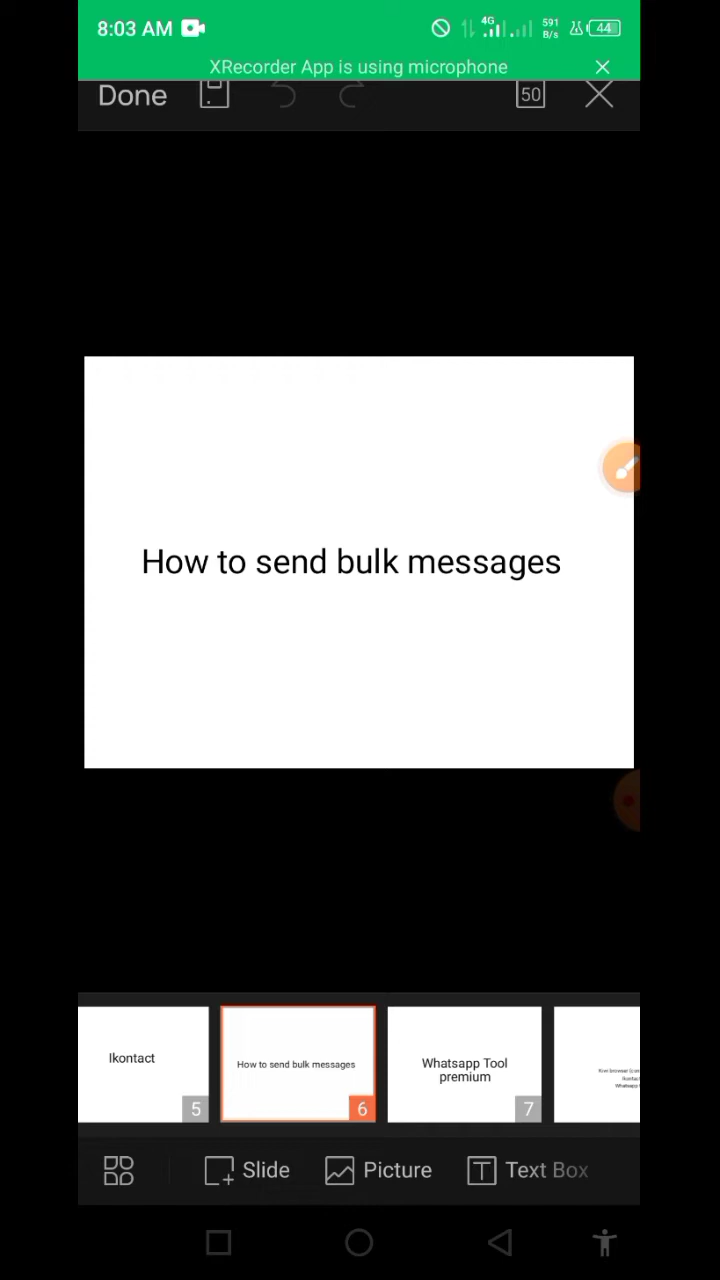 8:03 AM
4G
591
B/s
44
XRecorder App is using microphone
Done
50
How to send bulk messages
Ikontact
5
How to send bulk messages
6
Whatsapp Tool
premium
7
Slide
Picture
Text Box